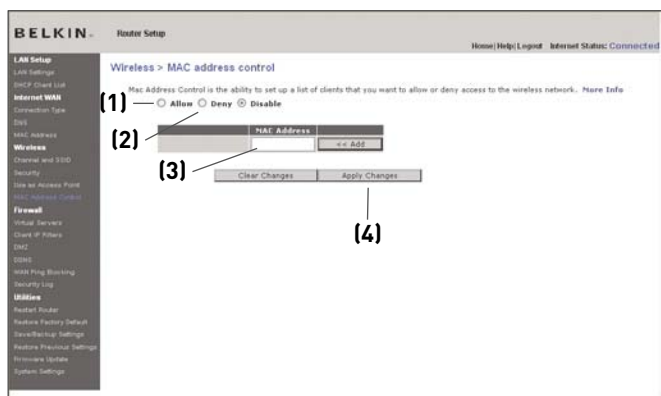 BELKIN
Router Setup
Home|Help|Logout Internet Status: Connected
LAN Setup
LAN Settings
DHCP Client List
Internet WAN
Connection Type
DNS
MAC Address
Wireless
Channel and SSID
Security
Use as Access Point
MAC Address Control
Firewall
Virtual Servers
Client IP Filters
DMZ
DDNS
WAN Ping Blocking
Security Log
Utilities
Restart Router
Restore Factory Default
Save/Backup Settings
Restore Previous Settings
Firmware Update
System Settings
Wireless > MAC address control
Mac Address Control is the ability to set up a list of clients that you want to allow or deny access to the wireless network. More Info
(1) Allow Deny Disable
(2)
MAC Address
<< Add
(3)
Clear Changes Apply Changes
(4)